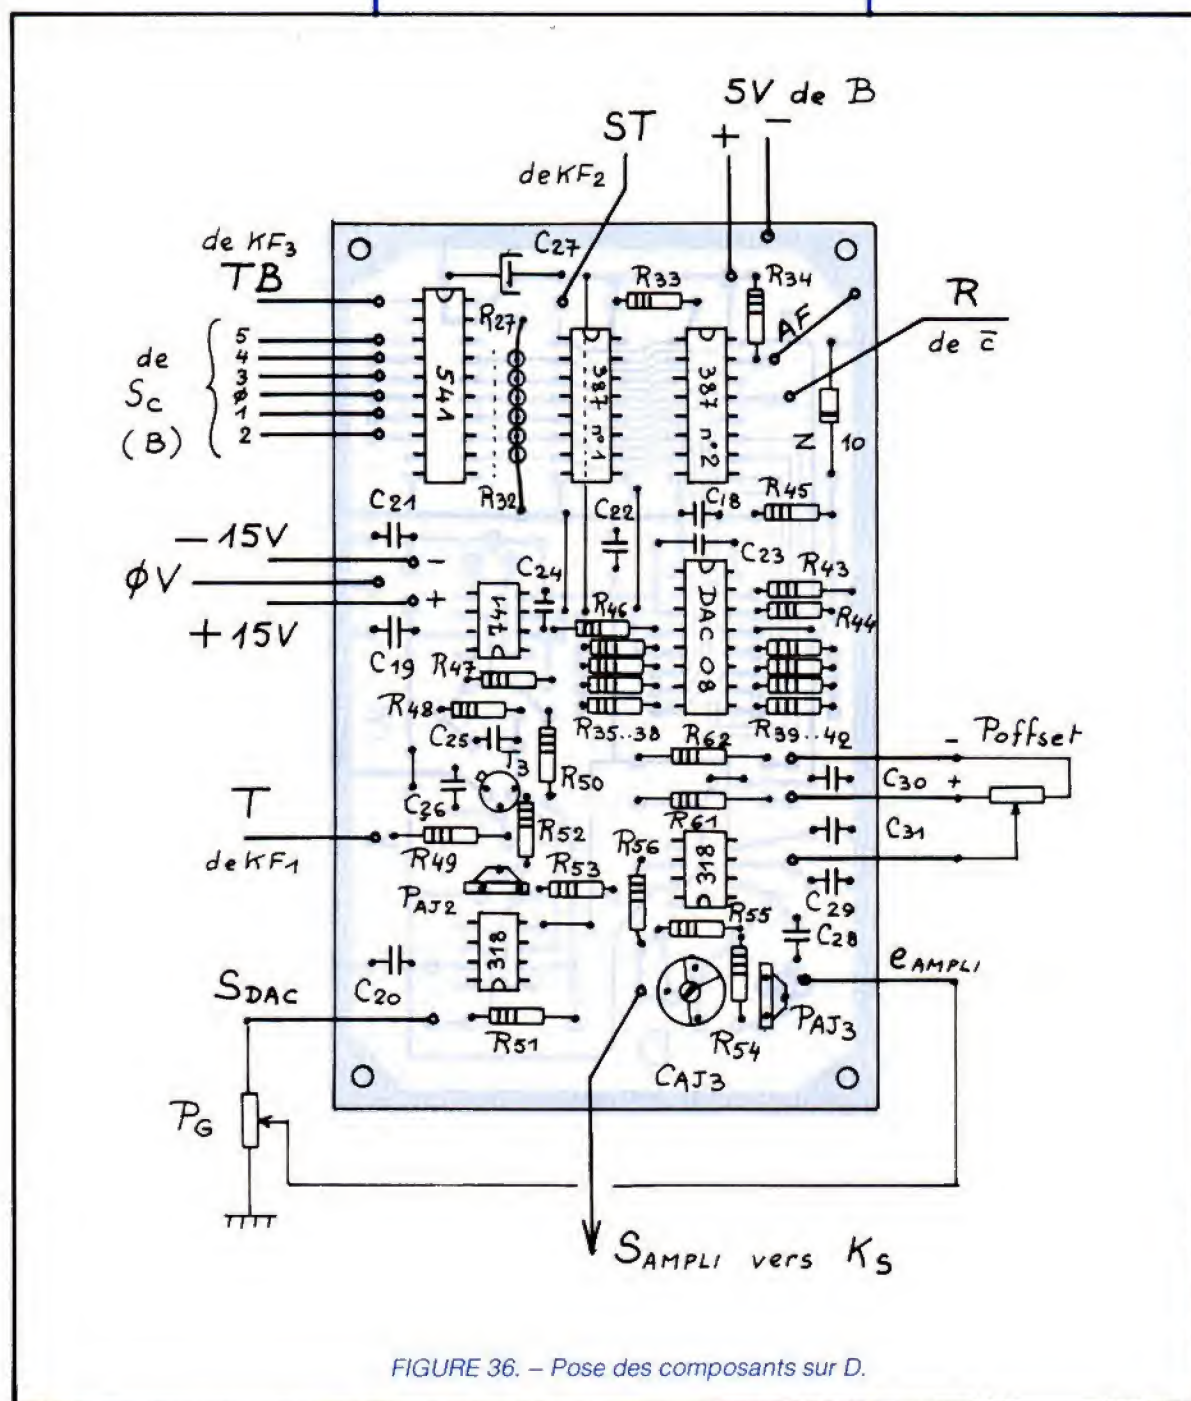 5V de B
+ -
ST
de KF2
de KF3
TB
C27
R33
R34
AF
R
de c̄
R27
541
387 n°1
387 n°2
de
Sc
(B)
5
4
3
ø
1
2
Z 10
R32
C21
C22
C18
R45
C23
- 15V
øV
+ 15V
-
+
C19
741
C24
R46
DAC 08
R43
R44
R47
R48
R35..38
R39..42
C25
T3
R50
R62
C30
- Poffset
+
C26
T
de KF1
R49
R52
R61
C31
R53
R56
318
C29
PAJ2
318
R55
C28
C20
SDAC
R51
eAMPLI
PAJ3
R54
CAJ3
PG
SAMPLI vers KS
FIGURE 36. – Pose des composants sur D.